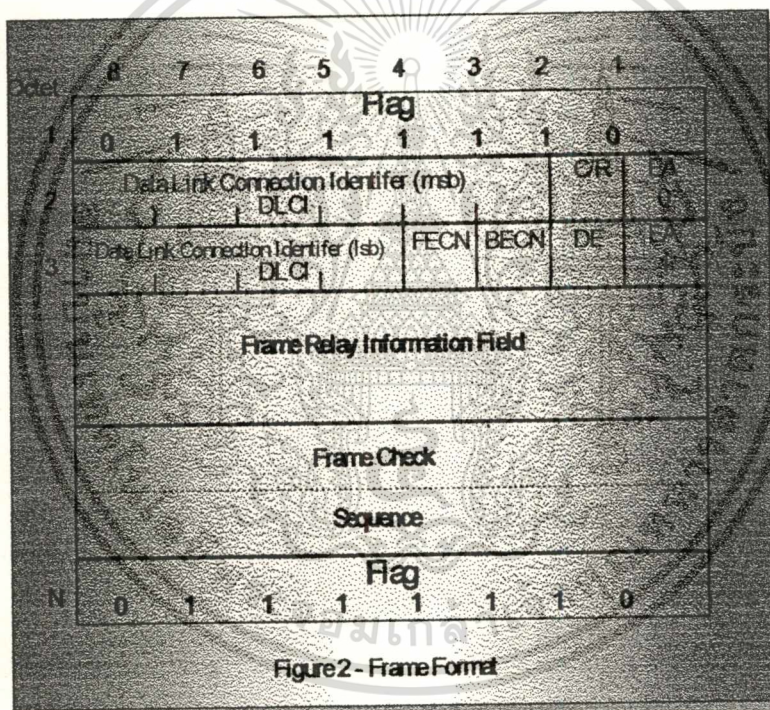 8 7 6 5 4 3 2 1
Octet
Flag
1 0 1 1 1 1 1 1 0
Data Link Connection Identifer (msb) C/R EA
2 DLCI 0
Data Link Connection Identifer (lsb) FECN BECN DE EA
3 DLCI
Frame Relay Information Field
Frame Check
Sequence
Flag
N 0 1 1 1 1 1 1 0
Figure 2 - Frame Format